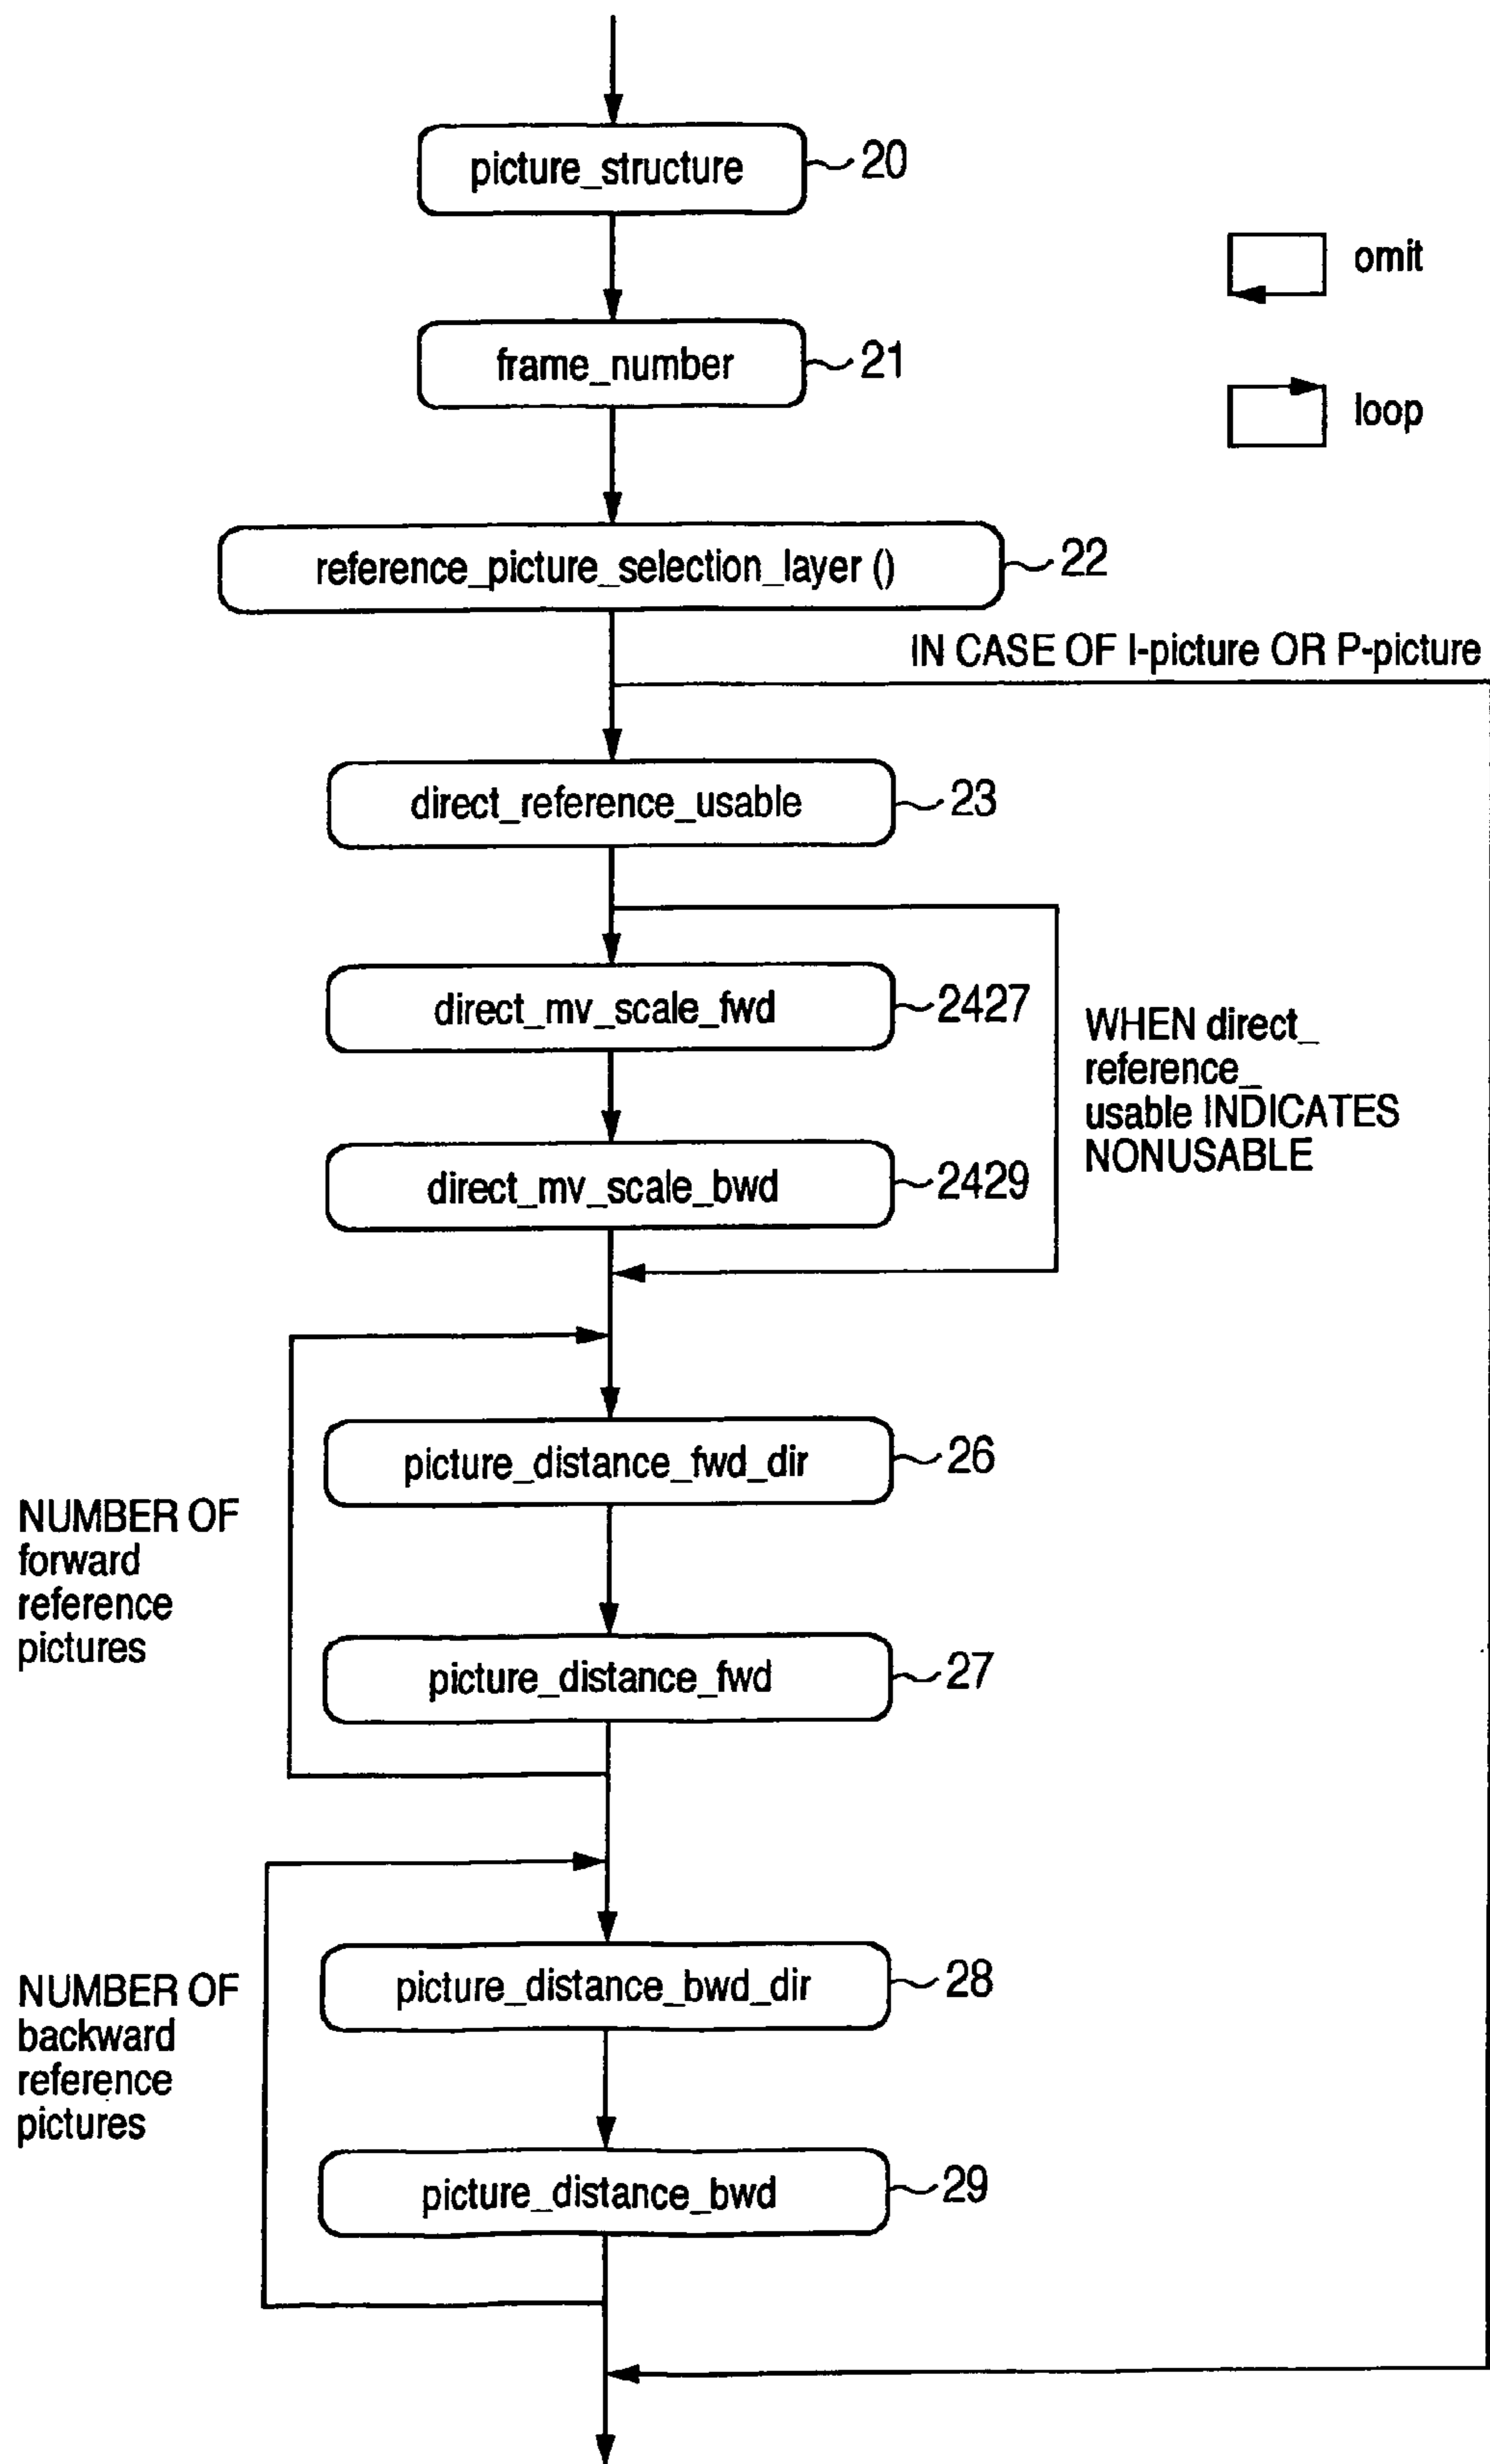 picture_structure
20
omit
frame_number
21
loop
reference_picture_selection_layer ()
22
IN CASE OF I-picture OR P-picture
direct_reference_usable
23
direct_mv_scale_fwd
2427
WHEN direct_
reference_
usable INDICATES
NONUSABLE
direct_mv_scale_bwd
2429
picture_distance_fwd_dir
26
NUMBER OF
forward
reference
pictures
picture_distance_fwd
27
picture_distance_bwd_dir
28
NUMBER OF
backward
reference
pictures
picture_distance_bwd
29